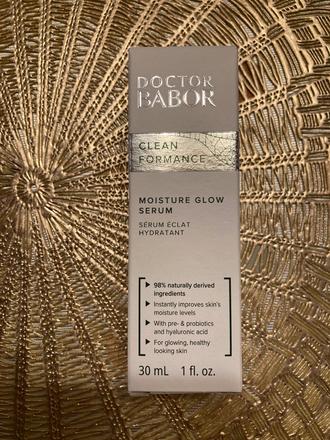 DOCTOR
BABOR
CLEAN
FORMANCE
MOISTURE GLOW
SERUM
SÉRUM ÉCLAT
HYDRATANT
98% naturally derived
ingredients
Instantly improves skin's
moisture levels
With pre- & probiotics
and hyaluronic acid
For glowing, healthy
looking skin
30 mL 1 fl. oz.